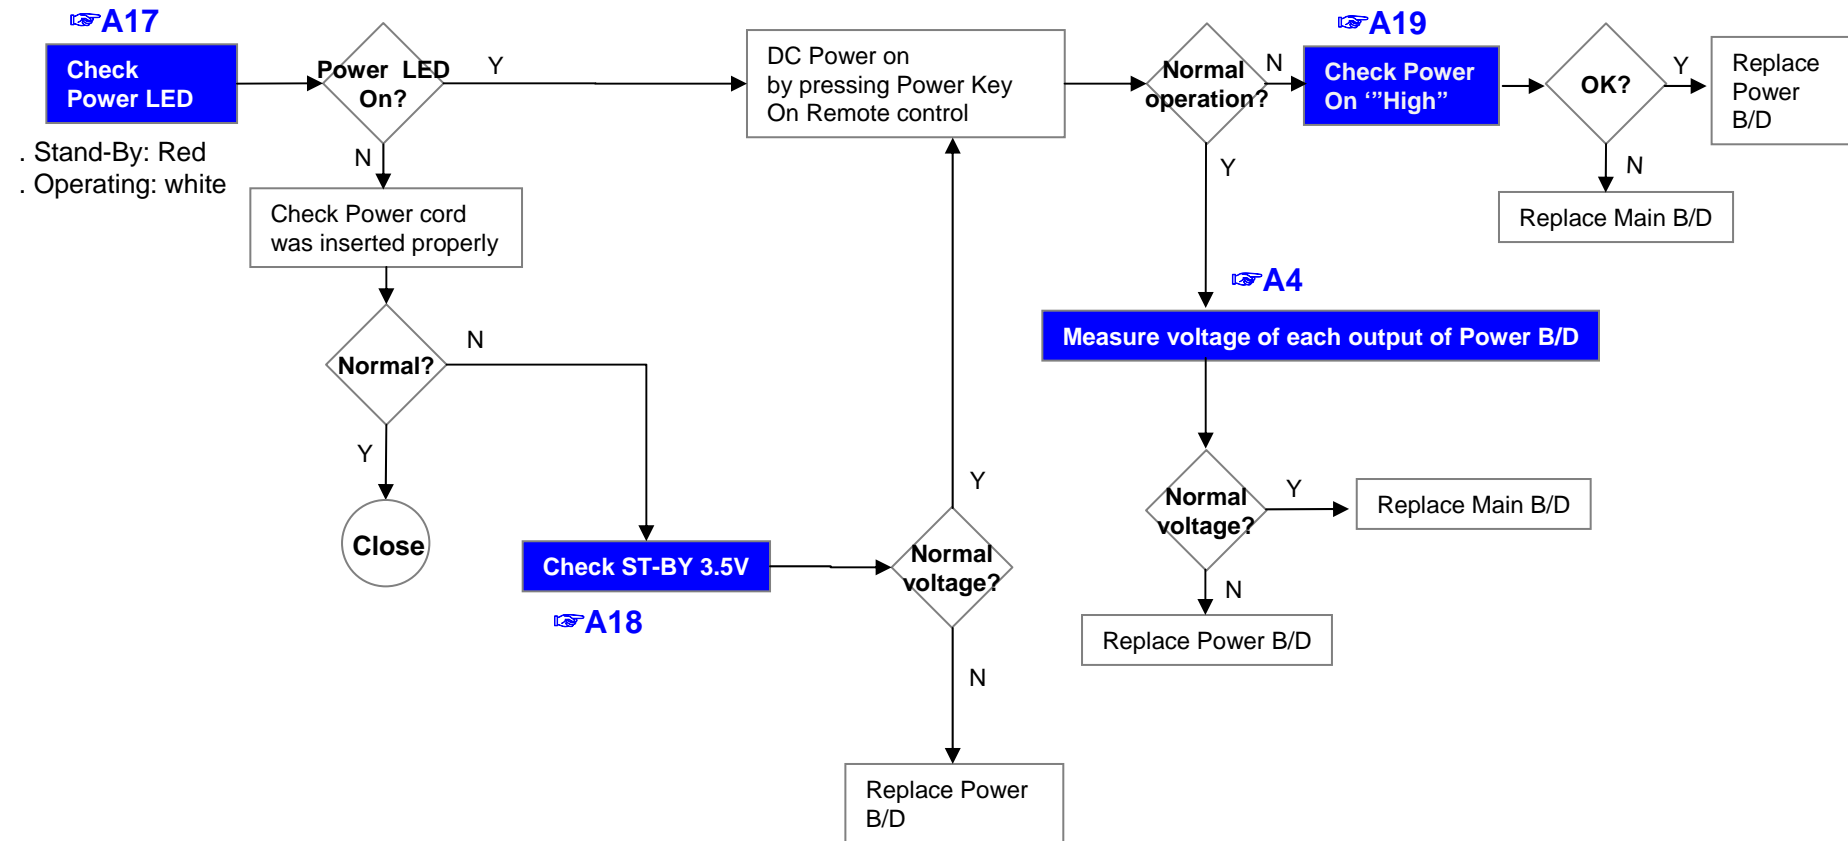 ☞A17
Check
Power LED
. Stand-By: Red
. Operating: white
Power LED
On?
Y
N
DC Power on
by pressing Power Key
On Remote control
Normal
operation?
N
Y
☞A19
Check Power
On ‘”High”
OK?
Y
N
Replace
Power
B/D
Replace Main B/D
Check Power cord
was inserted properly
Normal?
N
Y
Close
Check ST-BY 3.5V
☞A18
Normal
voltage?
Y
N
Replace Power
B/D
☞A4
Measure voltage of each output of Power B/D
Normal
voltage?
Y
N
Replace Main B/D
Replace Power B/D